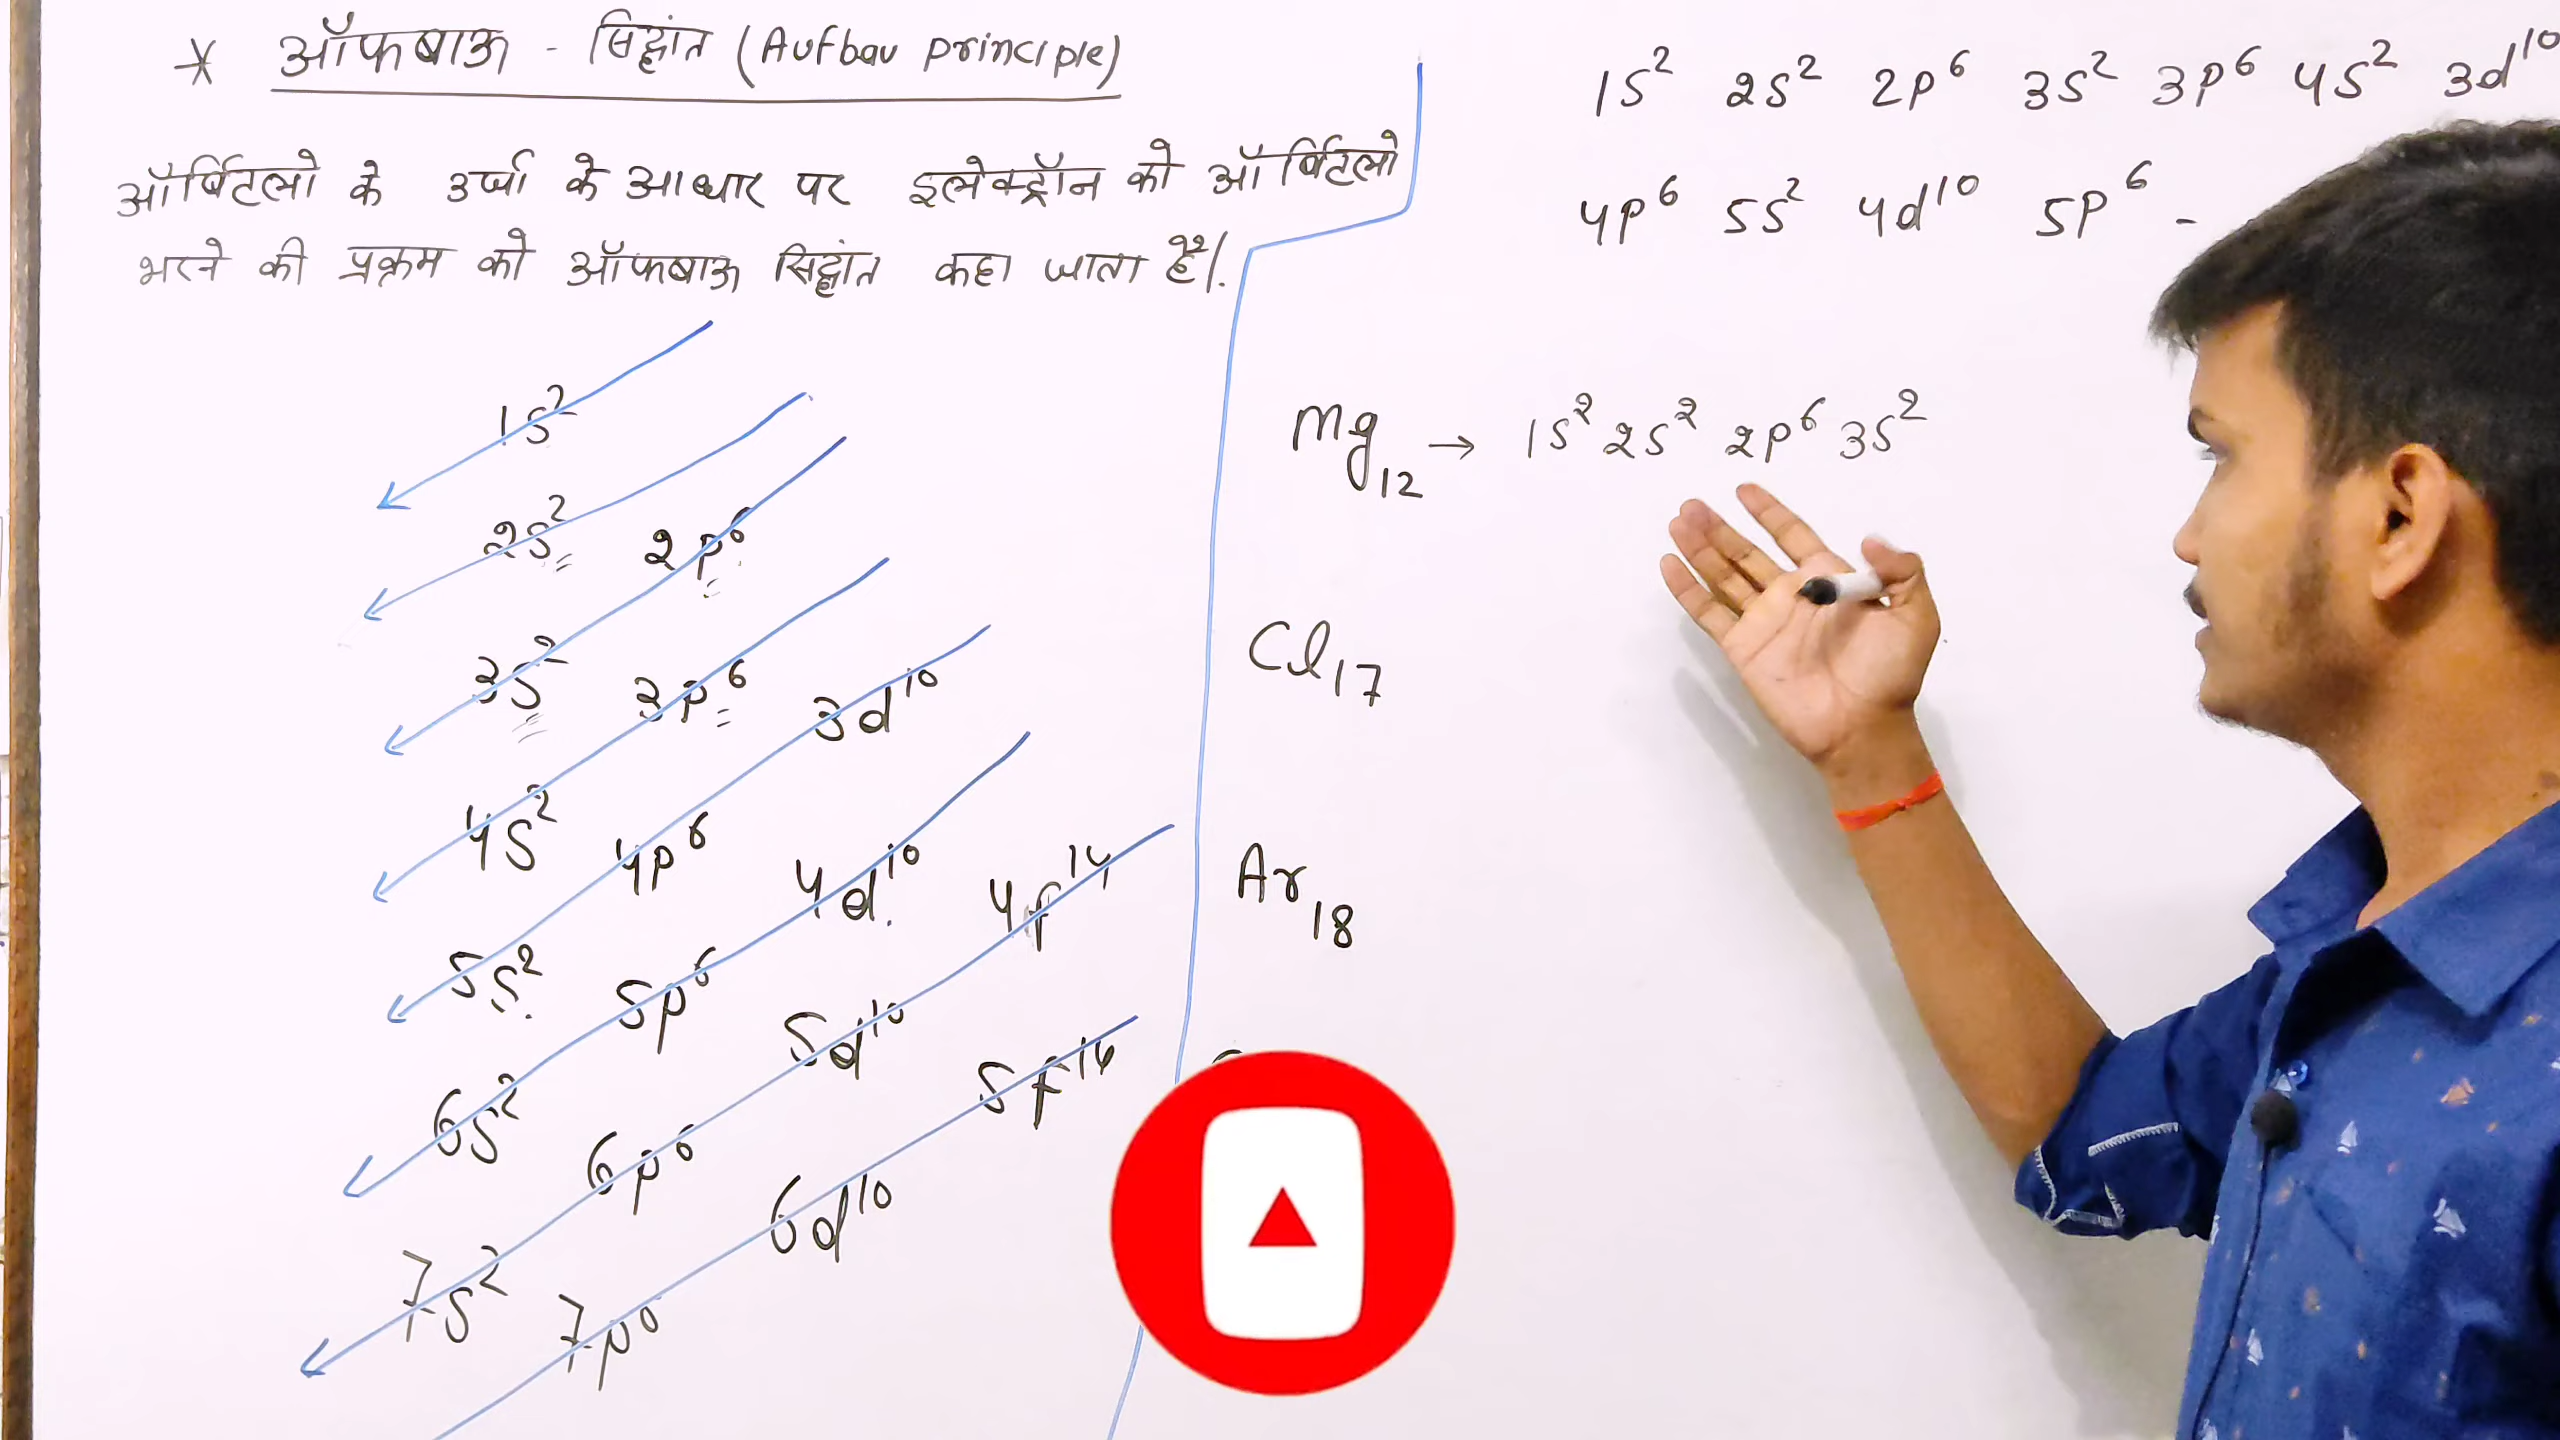 * ऑफबाऊ - सिद्धांत (Aufbau principle)
ऑर्बिटलो के उर्जा के आधार पर इलेक्ट्रॉन को ऑर्बिटलो
भरने की प्रक्रम को ऑफबाऊ सिद्धांत कहा जाता है।.
1s² 2s² 2p⁶ 3s² 3p⁶ 4s² 3d¹⁰
4p⁶ 5s² 4d¹⁰ 5p⁶ -
1s²
2s² 2p⁶
3s² 3p⁶ 3d¹⁰
4s² 4p⁶ 4d¹⁰ 4f¹⁴
5s² 5p⁶ 5d¹⁰ 5f¹⁴
6s² 6p⁶ 6d¹⁰
7s² 7p⁶
Mg₁₂ → 1s² 2s² 2p⁶ 3s²
Cl₁₇
Ar₁₈